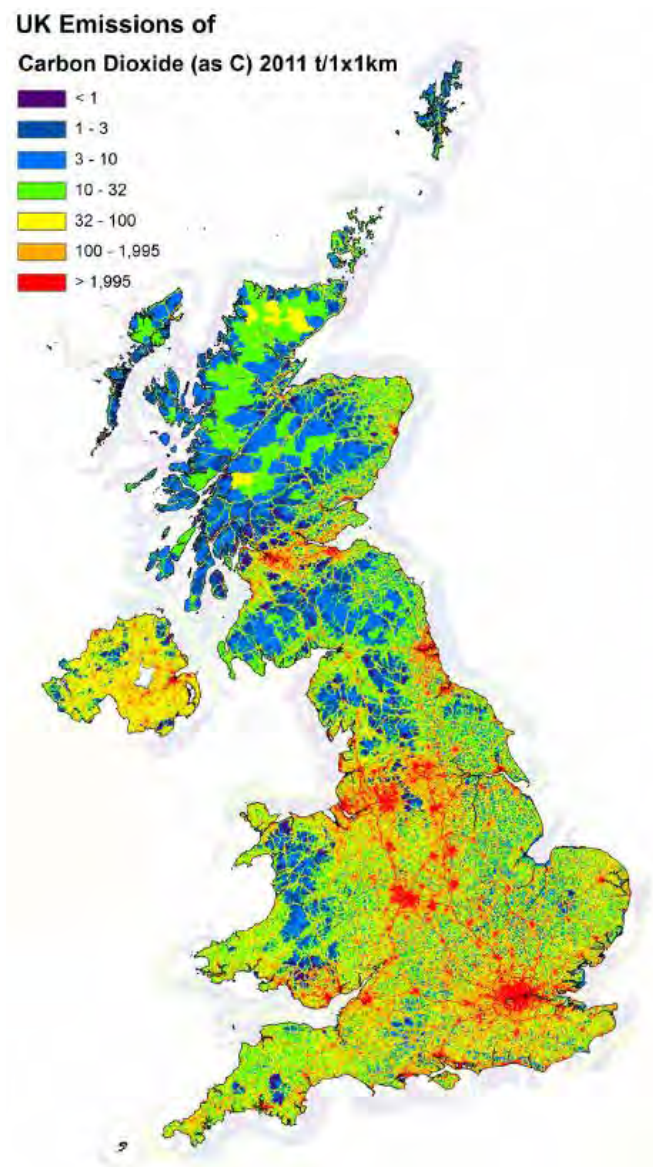 UK Emissions of
Carbon Dioxide (as C) 2011 t/1x1km
< 1
1 - 3
3 - 10
10 - 32
32 - 100
100 - 1,995
> 1,995